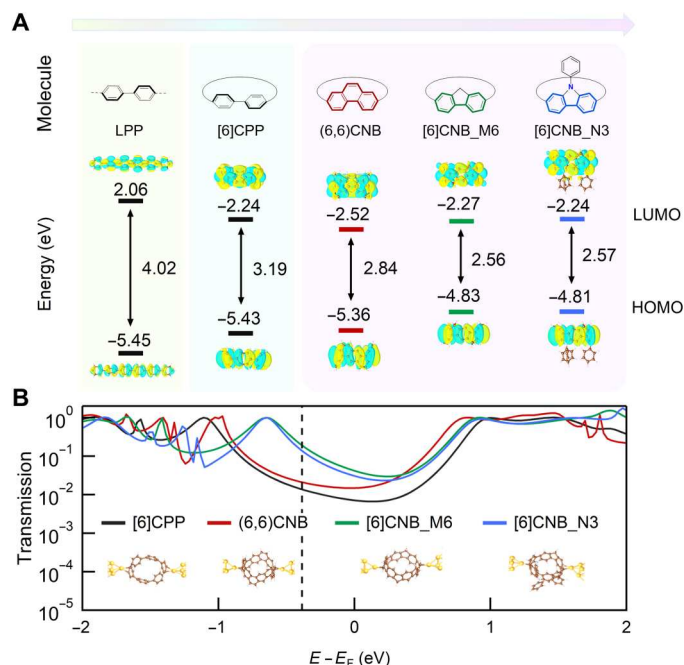 A
Molecule
N
LPP
[6]CPP
(6,6)CNB
[6]CNB_M6
[6]CNB_N3
Energy (eV)
2.06
−2.24
−2.52
−2.27
−2.24
LUMO
4.02
3.19
2.84
2.56
2.57
−5.45
−5.43
−5.36
−4.83
−4.81
HOMO
B
Transmission
10⁰
10⁻¹
10⁻²
10⁻³
10⁻⁴
10⁻⁵
[6]CPP
(6,6)CNB
[6]CNB_M6
[6]CNB_N3
−2
−1
0
1
2
E − E_F (eV)